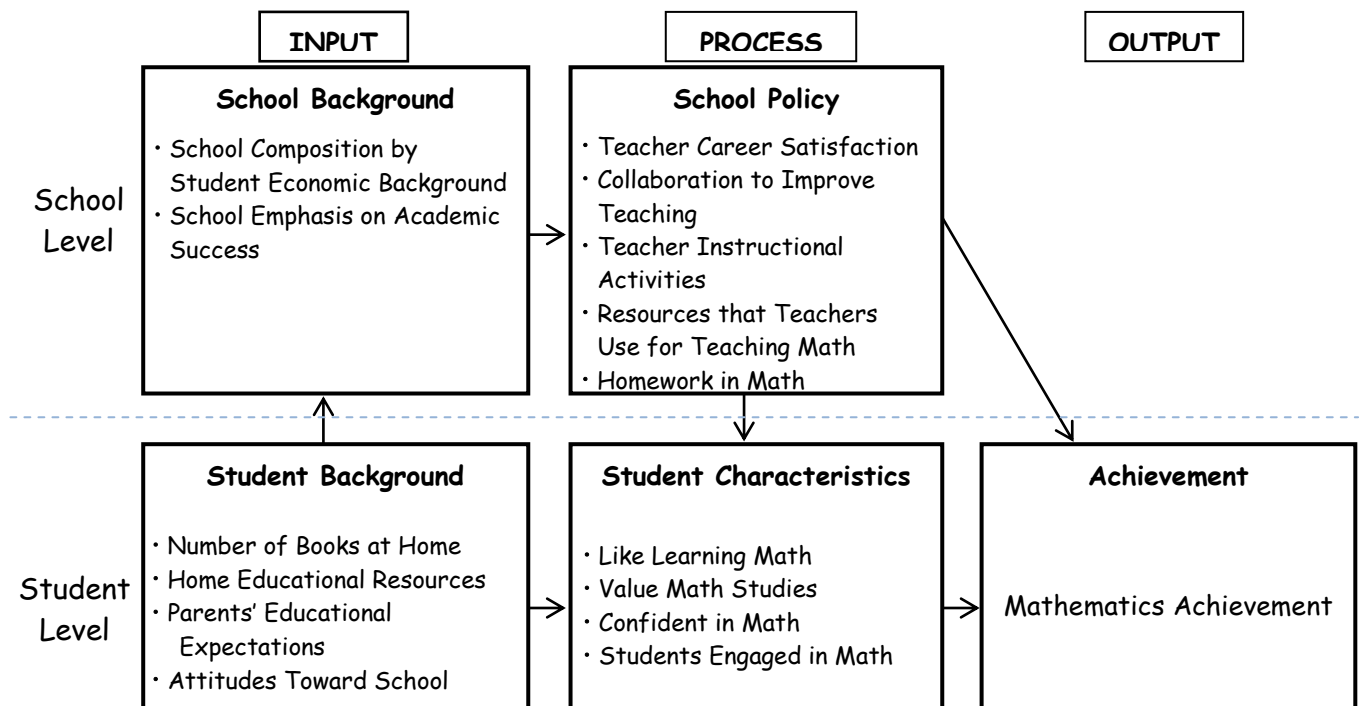 INPUT
PROCESS
OUTPUT
School Level
School Background
· School Composition by
Student Economic Background
· School Emphasis on Academic
Success
School Policy
· Teacher Career Satisfaction
· Collaboration to Improve
Teaching
· Teacher Instructional
Activities
· Resources that Teachers
Use for Teaching Math
· Homework in Math
Student Level
Student Background
· Number of Books at Home
· Home Educational Resources
· Parents’ Educational
Expectations
· Attitudes Toward School
Student Characteristics
· Like Learning Math
· Value Math Studies
· Confident in Math
· Students Engaged in Math
Achievement
Mathematics Achievement